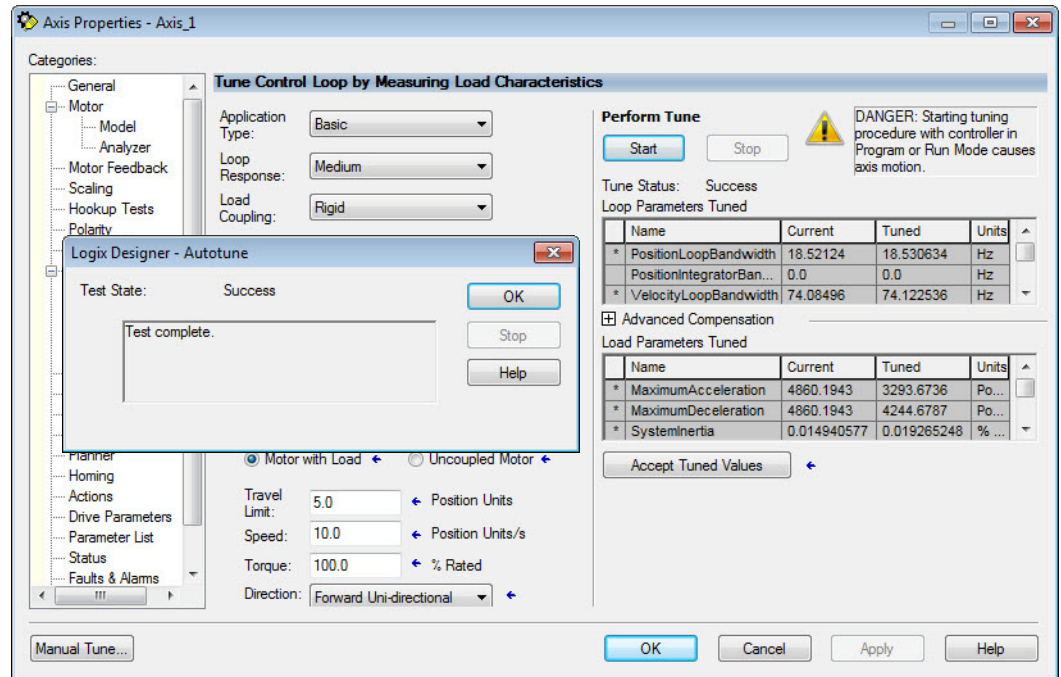 Axis Properties - Axis_1
Categories:
General
Motor
Model
Analyzer
Motor Feedback
Scaling
Hookup Tests
Polarity
Planner
Homing
Actions
Drive Parameters
Parameter List
Status
Faults & Alarms
Tune Control Loop by Measuring Load Characteristics
Application
Type:
Basic
Loop
Response:
Medium
Load
Coupling:
Rigid
Logix Designer - Autotune
Test State: Success
Test complete.
OK
Stop
Help
Motor with Load
Uncoupled Motor
Travel
Limit:
5.0
Position Units
Speed: 10.0 Position Units/s
Torque: 100.0 % Rated
Direction: Forward Uni-directional
Perform Tune
Start Stop
DANGER: Starting tuning
procedure with controller in
Program or Run Mode causes
axis motion.
Tune Status: Success
Loop Parameters Tuned
Name Current Tuned Units
* PositionLoopBandwidth 18.52124 18.530634 Hz
PositionIntegratorBan... 0.0 0.0 Hz
* VelocityLoopBandwidth 74.08496 74.122536 Hz
Advanced Compensation
Load Parameters Tuned
Name Current Tuned Units
* MaximumAcceleration 4860.1943 3293.6736 Po...
* MaximumDeceleration 4860.1943 4244.6787 Po...
* SystemInertia 0.014940577 0.019265248 % ...
Accept Tuned Values
Manual Tune...
OK Cancel Apply Help